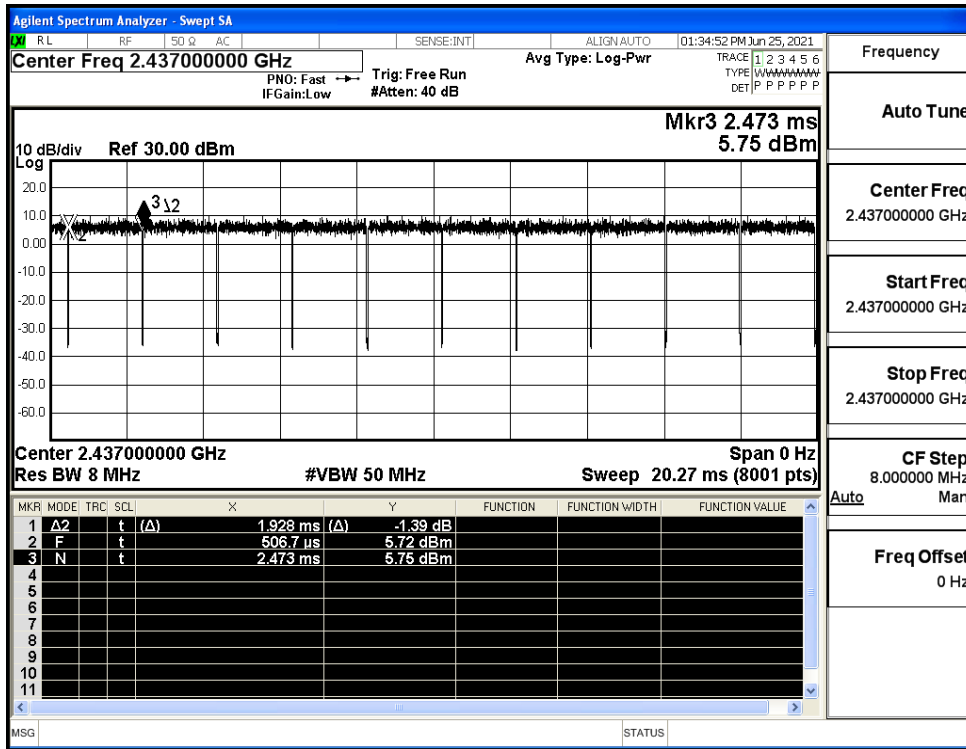 Agilent Spectrum Analyzer - Swept SA
LXI RL RF 50 Ω AC SENSE:INT ALIGN AUTO 01:34:52 PM Jun 25, 2021
Center Freq 2.437000000 GHz
PNO: Fast
IFGain:Low
Trig: Free Run
#Atten: 40 dB
Avg Type: Log-Pwr
TRACE 1 2 3 4 5 6
TYPE WWWWWWW
DET P P P P P P
Mkr3 2.473 ms
5.75 dBm
10 dB/div Ref 30.00 dBm
Log
20.0
10.0
0.00
-10.0
-20.0
-30.0
-40.0
-50.0
-60.0
3Δ2
2
Center 2.437000000 GHz Span 0 Hz
Res BW 8 MHz #VBW 50 MHz Sweep 20.27 ms (8001 pts)
MKR MODE TRC SCL X Y FUNCTION FUNCTION WIDTH FUNCTION VALUE
1 Δ2 t (Δ) 1.928 ms (Δ) -1.39 dB
2 F t 506.7 µs 5.72 dBm
3 N t 2.473 ms 5.75 dBm
4
5
6
7
8
9
10
11
MSG STATUS
Frequency
Auto Tune
Center Freq
2.437000000 GHz
Start Freq
2.437000000 GHz
Stop Freq
2.437000000 GHz
CF Step
8.000000 MHz
Auto Man
Freq Offset
0 Hz